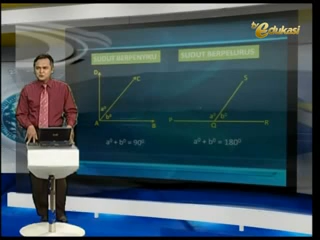 tv edukasi
SUDUT BERPENYIKU
SUDUT BERPELURUS
D
C
S
a°
b°
A
B
a°
b°
P
Q
R
a° + b° = 90°
a° + b° = 180°